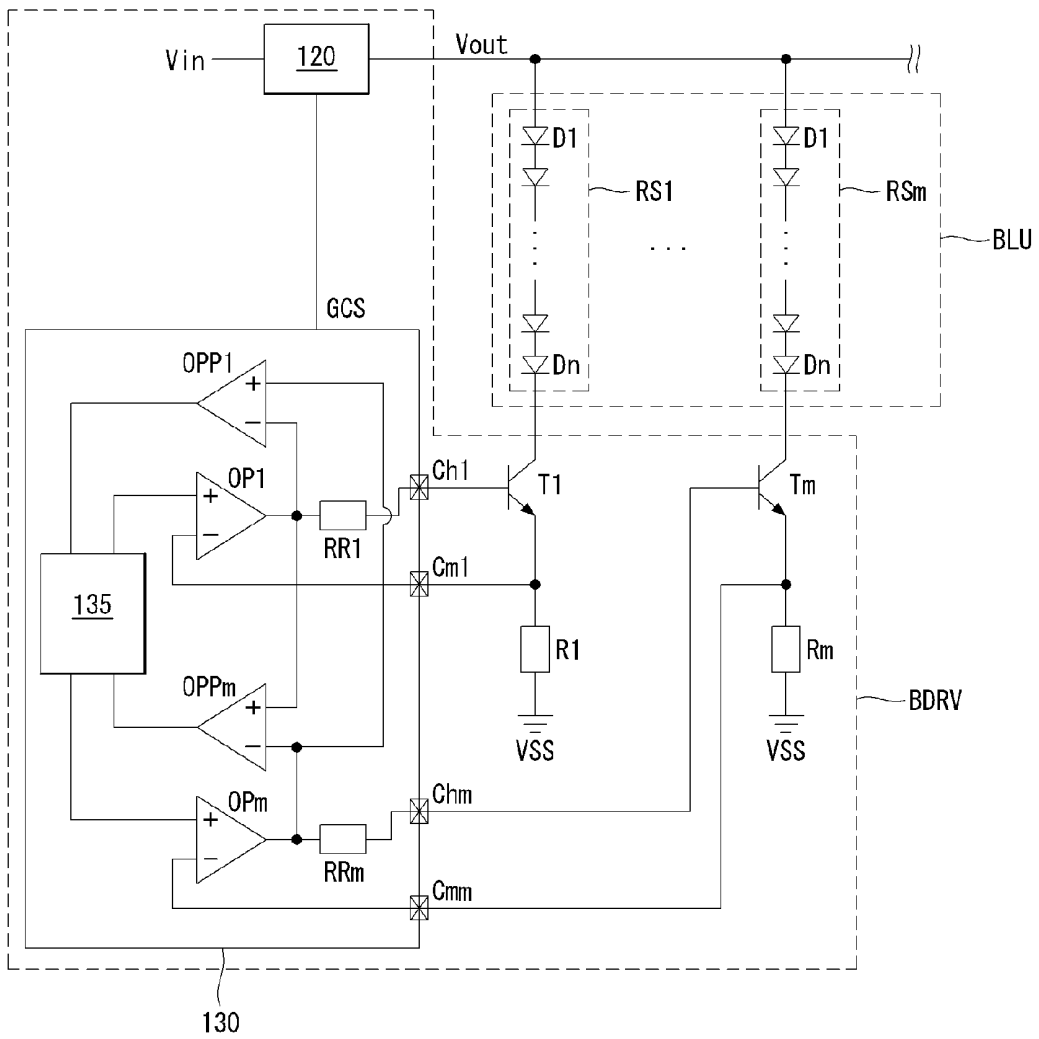 Vin
120
Vout
D1
D1
RS1
RSm
...
BLU
Dn
Dn
GCS
OPP1
+
−
OP1
+
−
RR1
Ch1
T1
Tm
Cm1
135
R1
Rm
OPPm
+
−
VSS
VSS
BDRV
OPm
+
−
RRm
Chm
Cmm
130